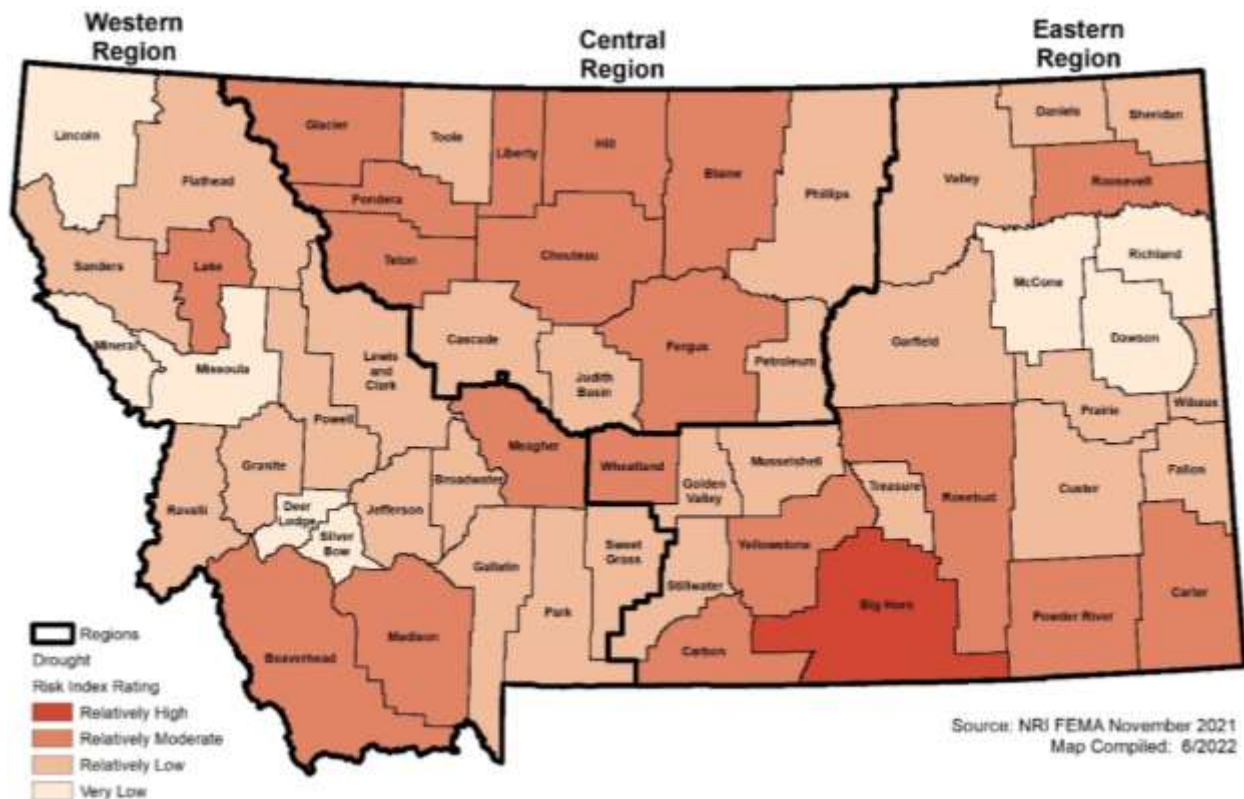 Western
Region
Central
Region
Eastern
Region
Lincoln
Flathead
Glacier
Toole
Liberty
Hill
Blaine
Phillips
Valley
Daniels
Sheridan
Roosevelt
Pondera
Teton
Chouteau
Sanders
Lake
Richland
McCone
Dawson
Garfield
Cascade
Judith
Basin
Fergus
Petroleum
Mineral
Missoula
Lewis
and
Clark
Powell
Prairie
Wibaux
Meagher
Wheatland
Golden
Valley
Musselshell
Treasure
Rosebud
Custer
Fallon
Granite
Ravalli
Deer
Lodge
Silver
Bow
Jefferson
Broadwater
Gallatin
Park
Sweet
Grass
Stillwater
Yellowstone
Big Horn
Carbon
Powder River
Carter
Beaverhead
Madison
Regions
Drought
Risk Index Rating
Relatively High
Relatively Moderate
Relatively Low
Very Low
Source: NRI FEMA November 2021
Map Compiled: 6/2022